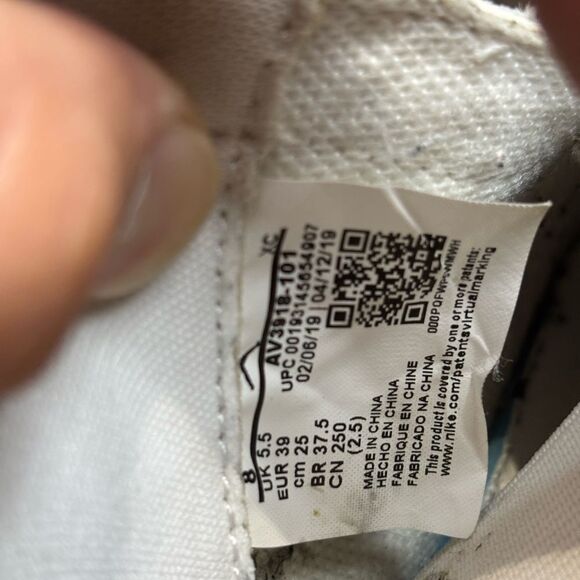 8
UK 5.5
EUR 39
cm 25
BR 37.5
CN 250
(2.5)
XC
AV3918-101
UPC 00193145654907
02/06/19 | 04/12/19
MADE IN CHINA
HECHO EN CHINA
FABRIQUE EN CHINE
FABRICADO NA CHINA
This product is covered by one or more patents:
www.nike.com/patentsvirtualmarking